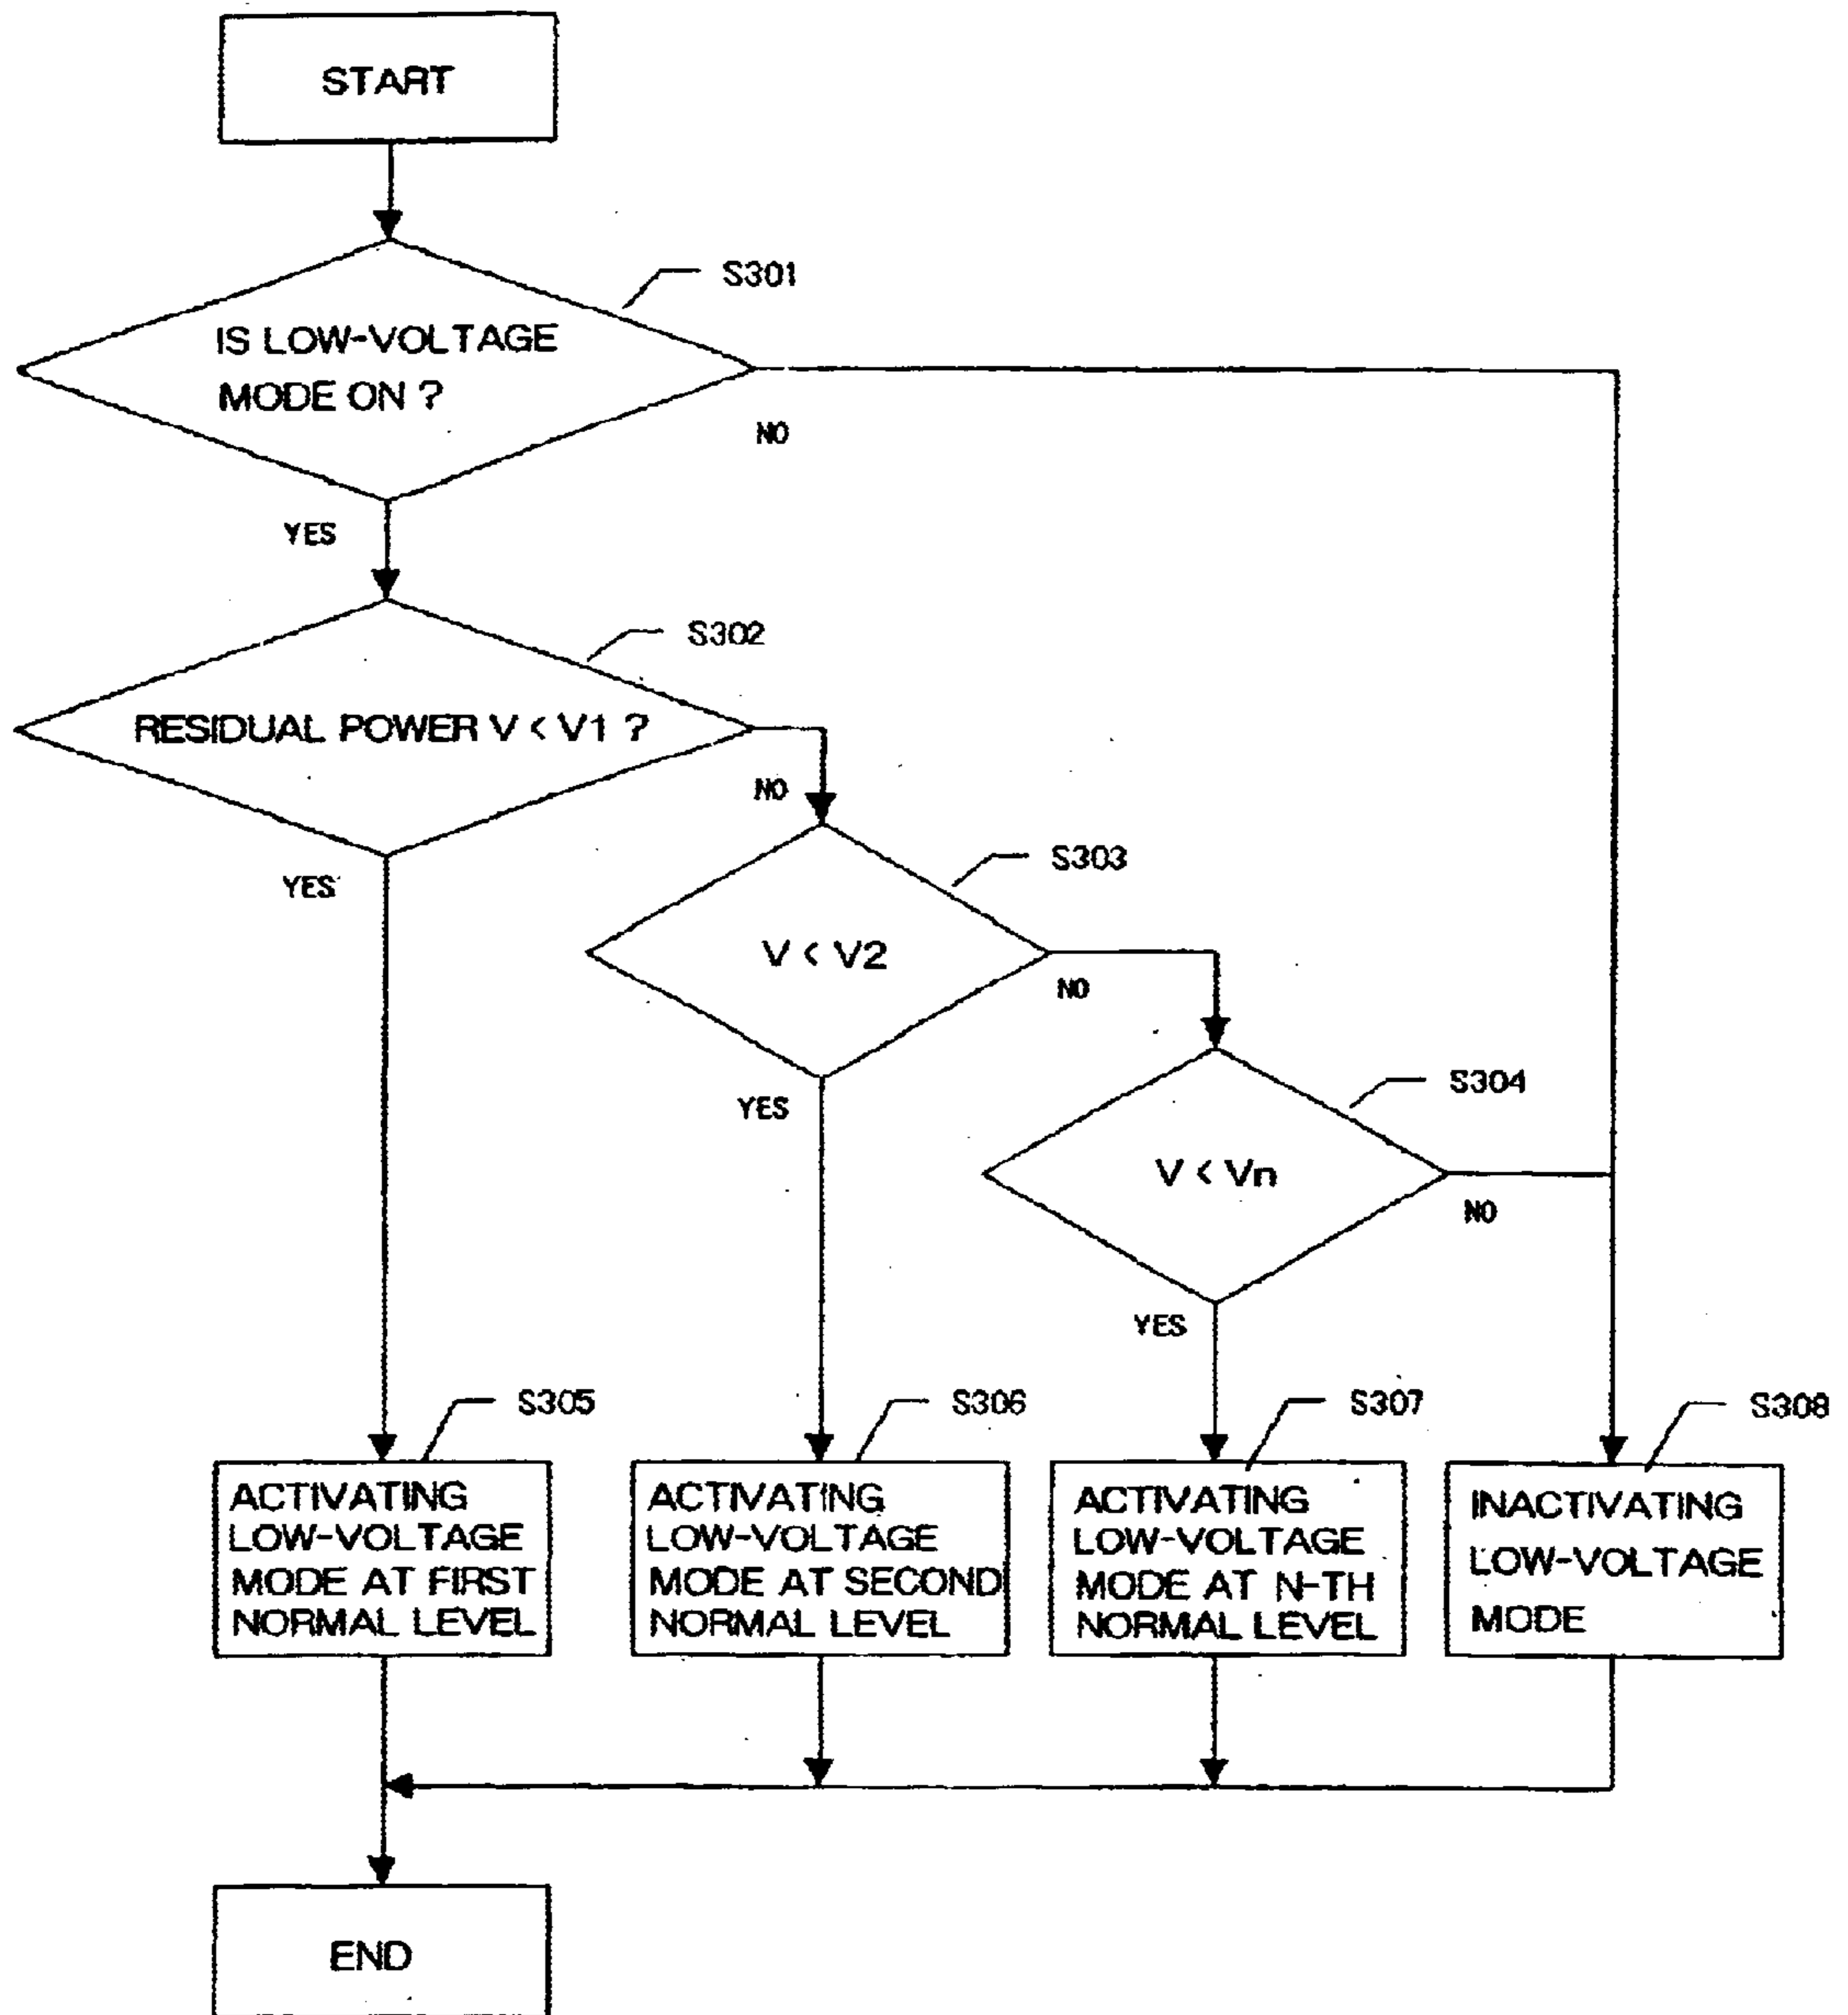 START
S301
IS LOW-VOLTAGE
MODE ON ?
NO
YES
S302
RESIDUAL POWER V < V1 ?
NO
YES
S303
V < V2
NO
YES
S304
V < Vn
NO
YES
S305
S306
S307
S308
ACTIVATING
LOW-VOLTAGE
MODE AT FIRST
NORMAL LEVEL
ACTIVATING
LOW-VOLTAGE
MODE AT SECOND
NORMAL LEVEL
ACTIVATING
LOW-VOLTAGE
MODE AT N-TH
NORMAL LEVEL
INACTIVATING
LOW-VOLTAGE
MODE
END